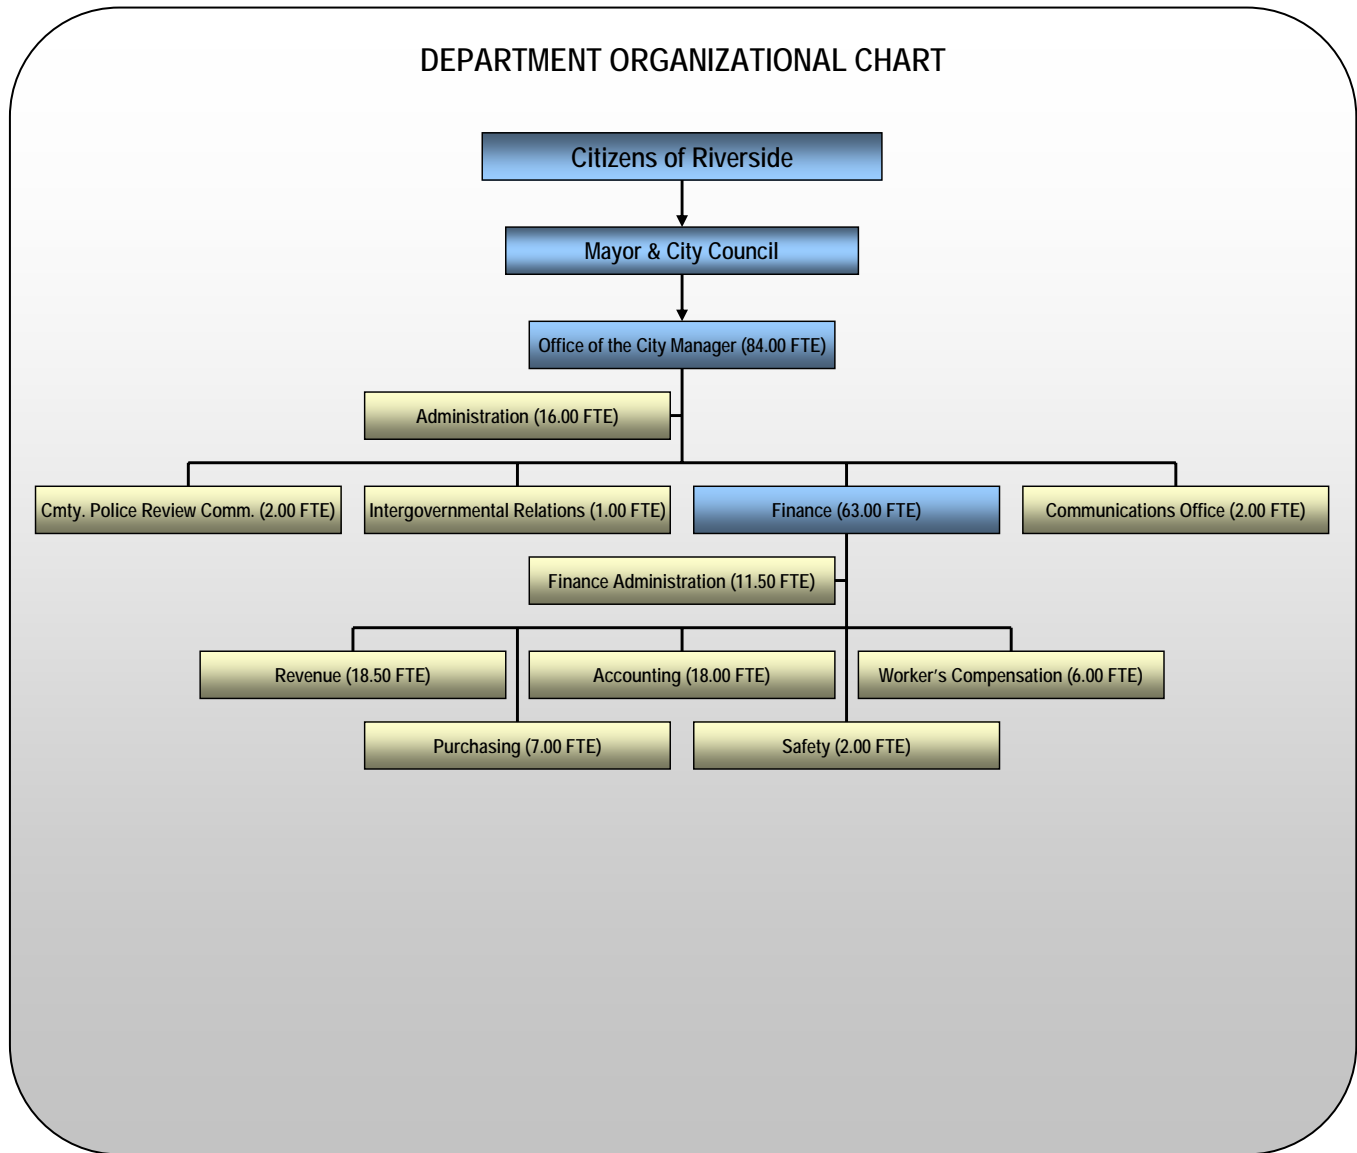 DEPARTMENT ORGANIZATIONAL CHART
Citizens of Riverside
Mayor & City Council
Office of the City Manager (84.00 FTE)
Administration (16.00 FTE)
Cmty. Police Review Comm. (2.00 FTE)
Intergovernmental Relations (1.00 FTE)
Finance (63.00 FTE)
Communications Office (2.00 FTE)
Finance Administration (11.50 FTE)
Revenue (18.50 FTE)
Accounting (18.00 FTE)
Worker's Compensation (6.00 FTE)
Purchasing (7.00 FTE)
Safety (2.00 FTE)